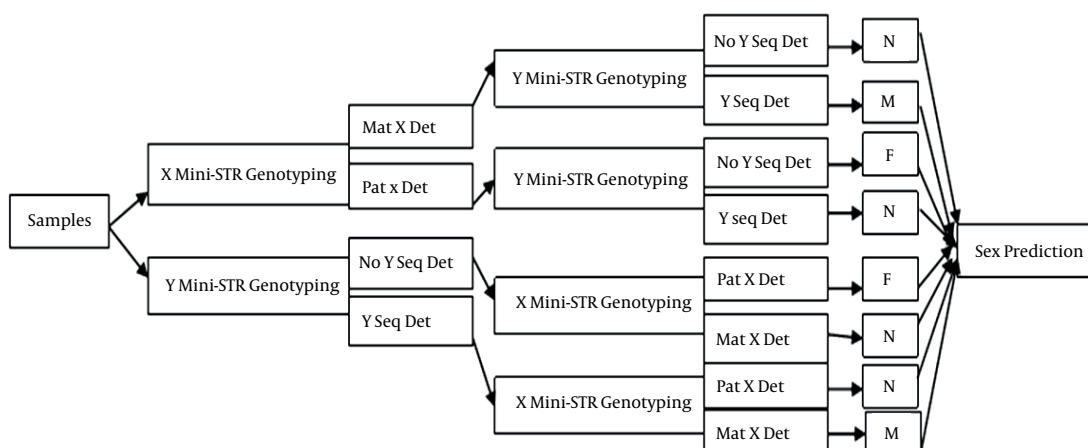 Samples
X Mini-STR Genotyping
Y Mini-STR Genotyping
Mat X Det
Pat x Det
No Y Seq Det
Y Seq Det
Y Mini-STR Genotyping
Y Mini-STR Genotyping
X Mini-STR Genotyping
X Mini-STR Genotyping
No Y Seq Det
Y Seq Det
No Y Seq Det
Y seq Det
Pat X Det
Mat X Det
Pat X Det
Mat X Det
N
M
F
N
F
N
N
M
Sex Prediction